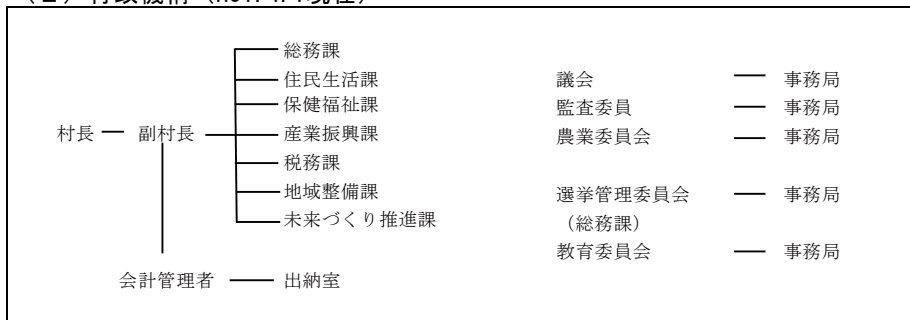 総務課
住民生活課
保健福祉課
村長
副村長
産業振興課
税務課
地域整備課
未来づくり推進課
会計管理者
出納室
議会
事務局
監査委員
事務局
農業委員会
事務局
選挙管理委員会
事務局
(総務課)
教育委員会
事務局